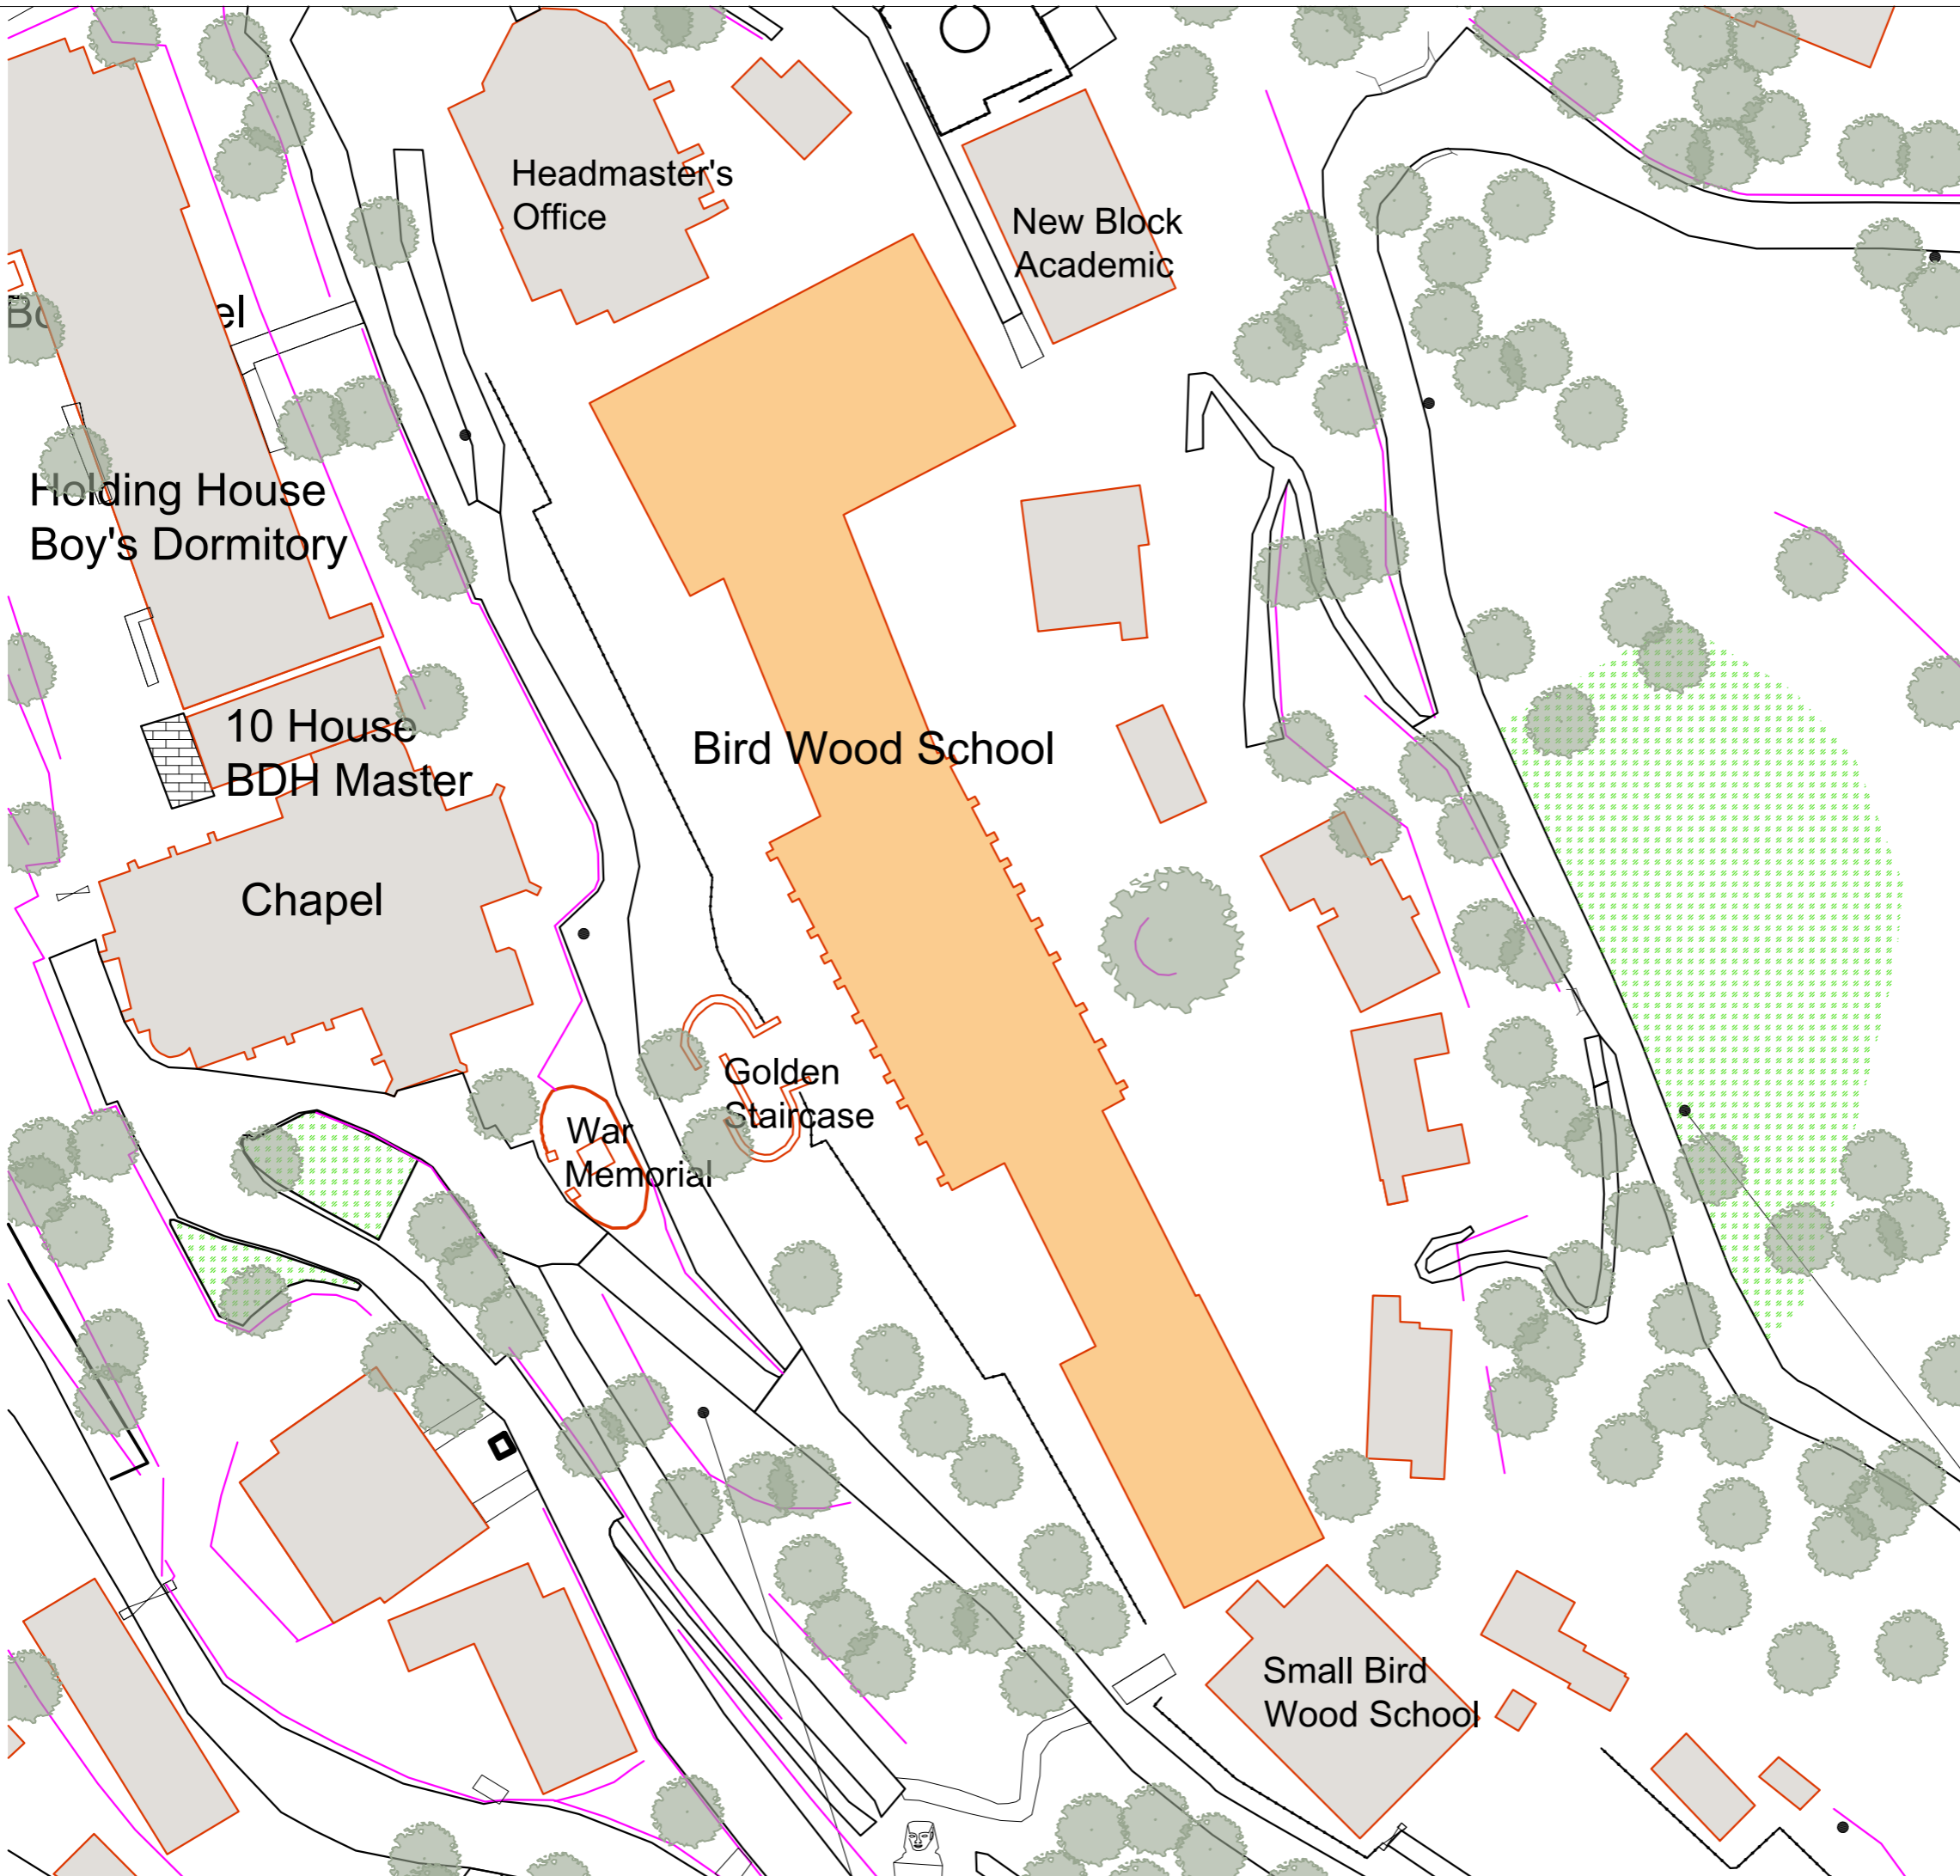 Headmaster's
Office
New Block
Academic
Holding House
Boy's Dormitory
10 House
BDH Master
Bird Wood School
Chapel
Golden
Staircase
War
Memorial
Small Bird
Wood School